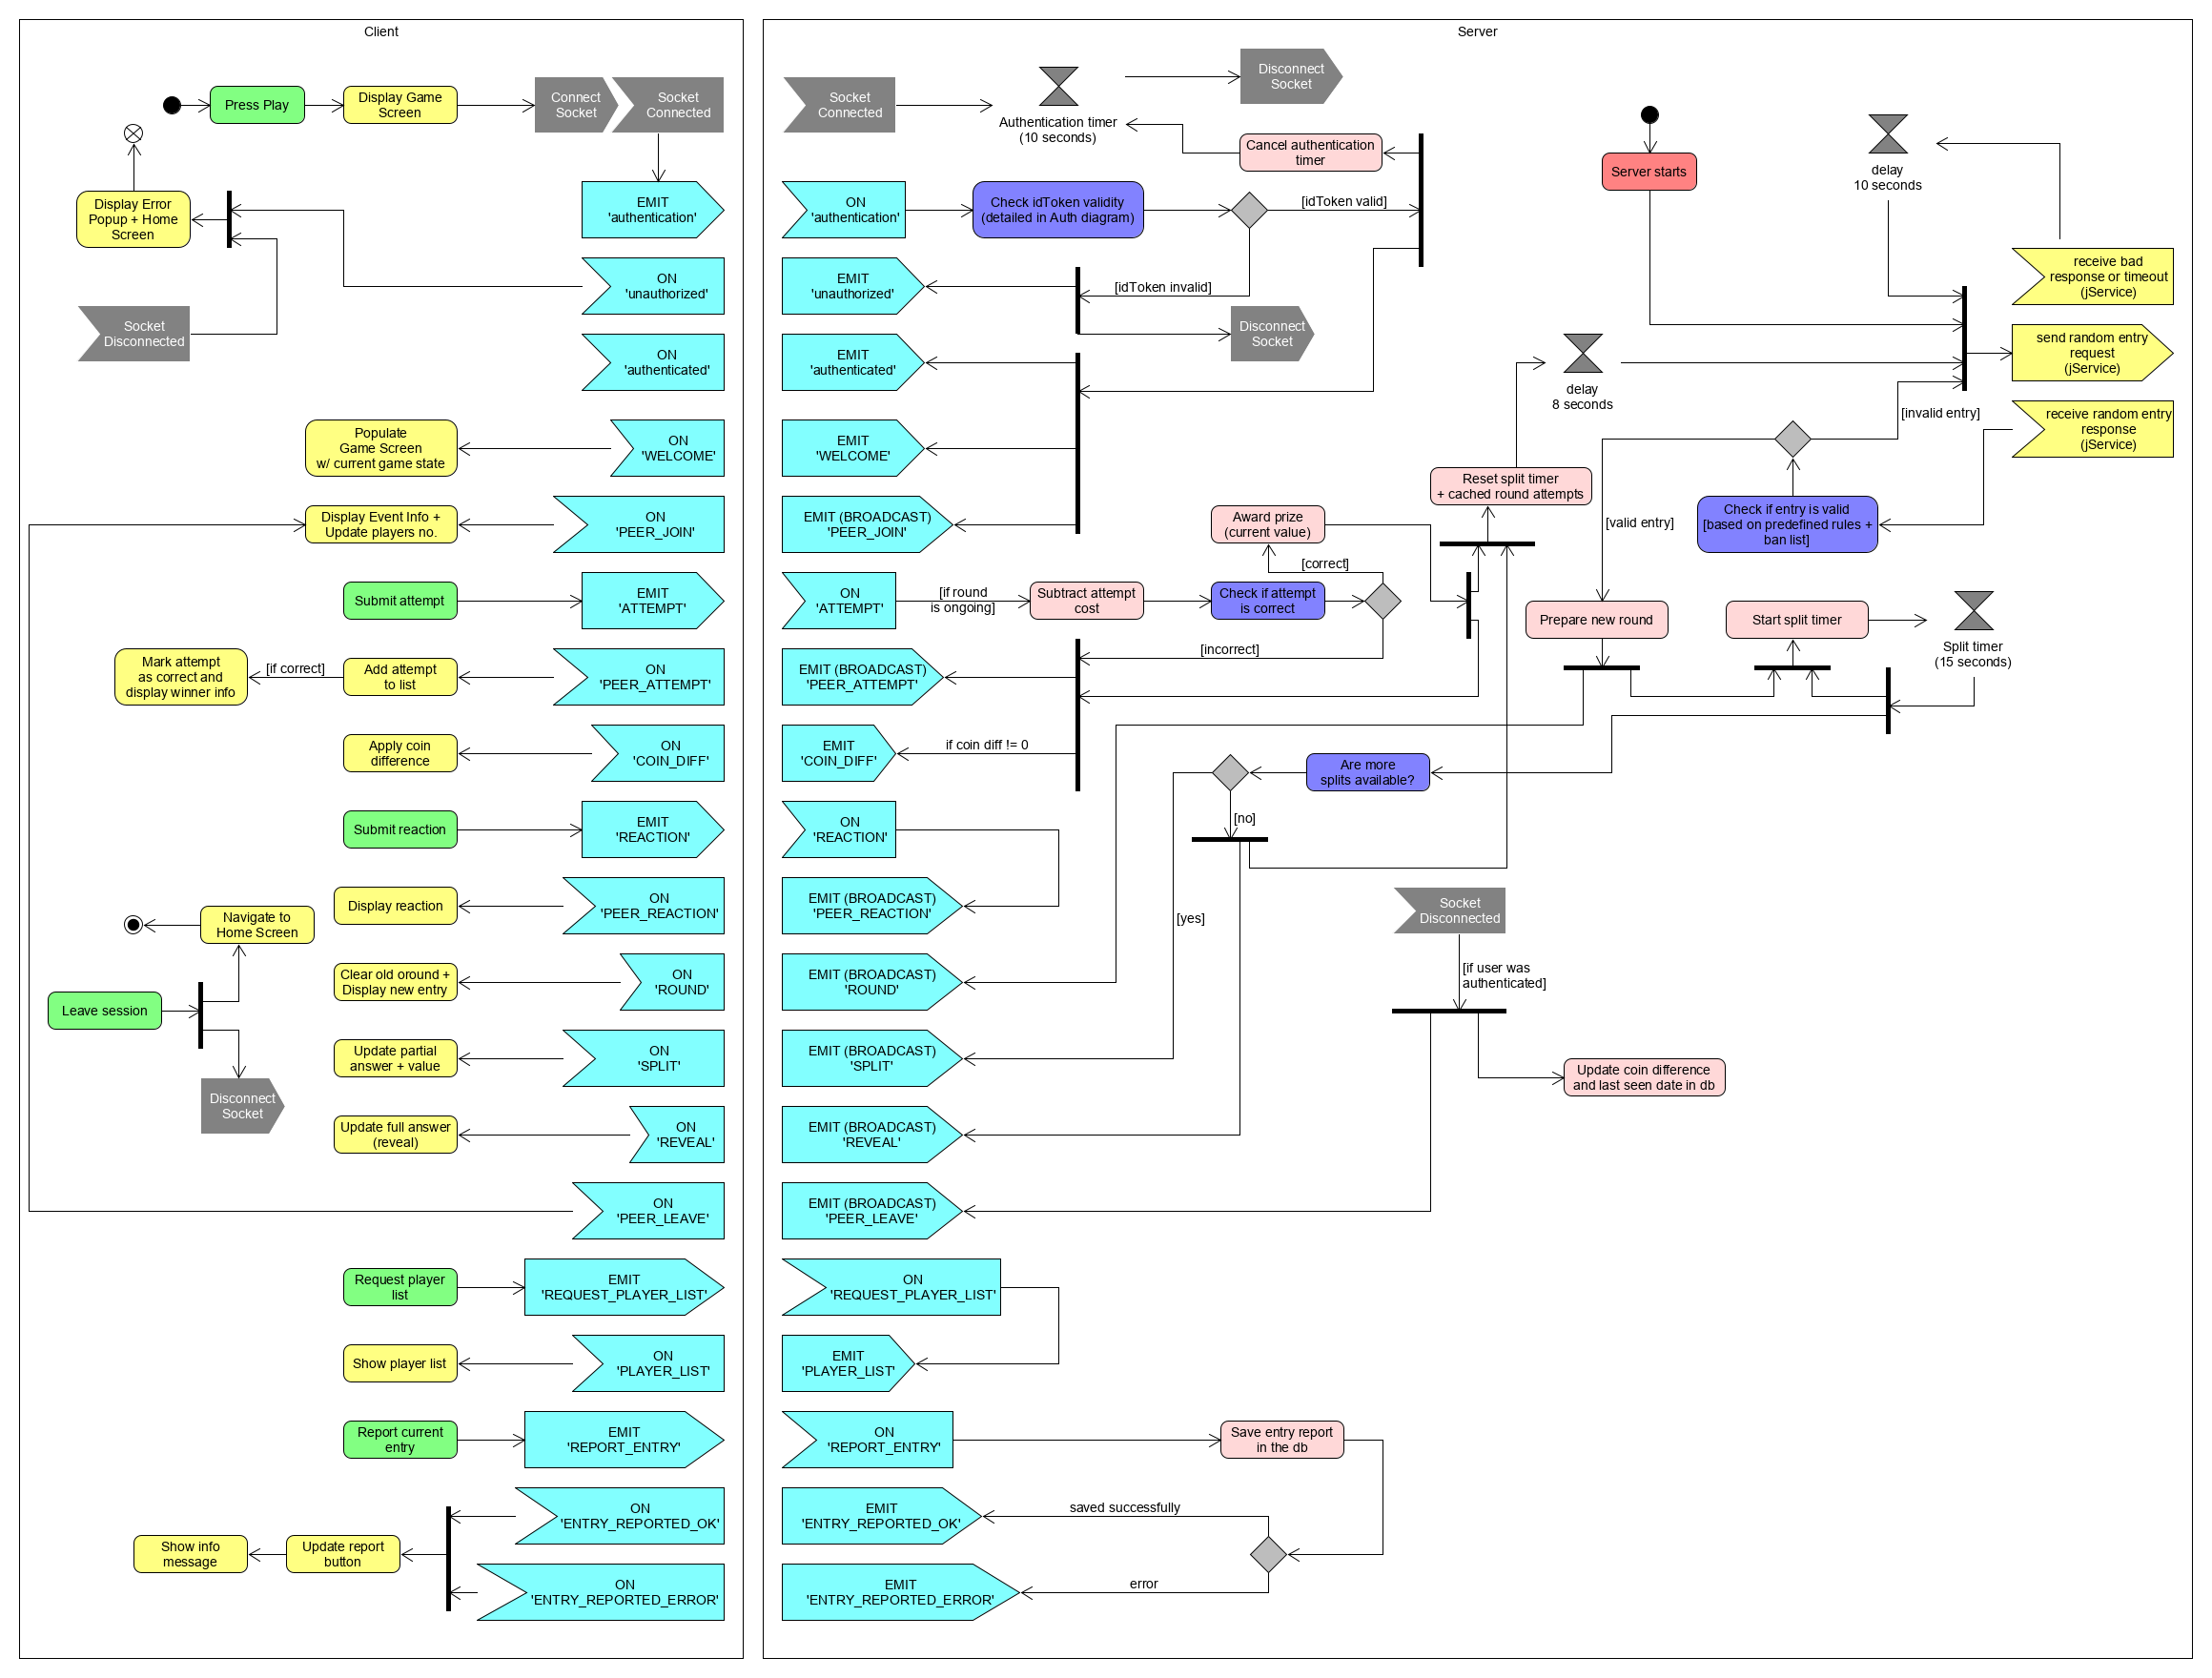 Client
Press Play
Display Game
Screen
Connect
Socket
Socket
Connected
Display Error
Popup + Home
Screen
EMIT
'authentication'
ON
'unauthorized'
Socket
Disconnected
ON
'authenticated'
Populate
Game Screen
w/ current game state
ON
'WELCOME'
Display Event Info +
Update players no.
ON
'PEER_JOIN'
Submit attempt
EMIT
'ATTEMPT'
Mark attempt
as correct and
display winner info
[if correct]
Add attempt
to list
ON
'PEER_ATTEMPT'
Apply coin
difference
ON
'COIN_DIFF'
Submit reaction
EMIT
'REACTION'
Display reaction
ON
'PEER_REACTION'
Navigate to
Home Screen
Clear old oround +
Display new entry
ON
'ROUND'
Leave session
Update partial
answer + value
ON
'SPLIT'
Disconnect
Socket
Update full answer
(reveal)
ON
'REVEAL'
ON
'PEER_LEAVE'
Request player
list
EMIT
'REQUEST_PLAYER_LIST'
Show player list
ON
'PLAYER_LIST'
Report current
entry
EMIT
'REPORT_ENTRY'
ON
'ENTRY_REPORTED_OK'
Show info
message
Update report
button
ON
'ENTRY_REPORTED_ERROR'
Server
Socket
Connected
Authentication timer
(10 seconds)
Disconnect
Socket
Cancel authentication
timer
Server starts
delay
10 seconds
ON
'authentication'
Check idToken validity
(detailed in Auth diagram)
[idToken valid]
EMIT
'unauthorized'
[idToken invalid]
Disconnect
Socket
receive bad
response or timeout
(jService)
EMIT
'authenticated'
delay
8 seconds
send random entry
request
(jService)
[invalid entry]
receive random entry
response
(jService)
EMIT
'WELCOME'
Reset split timer
+ cached round attempts
EMIT (BROADCAST)
'PEER_JOIN'
Award prize
(current value)
[valid entry]
Check if entry is valid
[based on predefined rules +
ban list]
[correct]
ON
'ATTEMPT'
[if round
is ongoing]
Subtract attempt
cost
Check if attempt
is correct
Prepare new round
Start split timer
Split timer
(15 seconds)
[incorrect]
EMIT (BROADCAST)
'PEER_ATTEMPT'
EMIT
'COIN_DIFF'
if coin diff != 0
Are more
splits available?
[no]
ON
'REACTION'
EMIT (BROADCAST)
'PEER_REACTION'
[yes]
Socket
Disconnected
[if user was
authenticated]
EMIT (BROADCAST)
'ROUND'
EMIT (BROADCAST)
'SPLIT'
Update coin difference
and last seen date in db
EMIT (BROADCAST)
'REVEAL'
EMIT (BROADCAST)
'PEER_LEAVE'
ON
'REQUEST_PLAYER_LIST'
EMIT
'PLAYER_LIST'
ON
'REPORT_ENTRY'
Save entry report
in the db
EMIT
'ENTRY_REPORTED_OK'
saved successfully
EMIT
'ENTRY_REPORTED_ERROR'
error